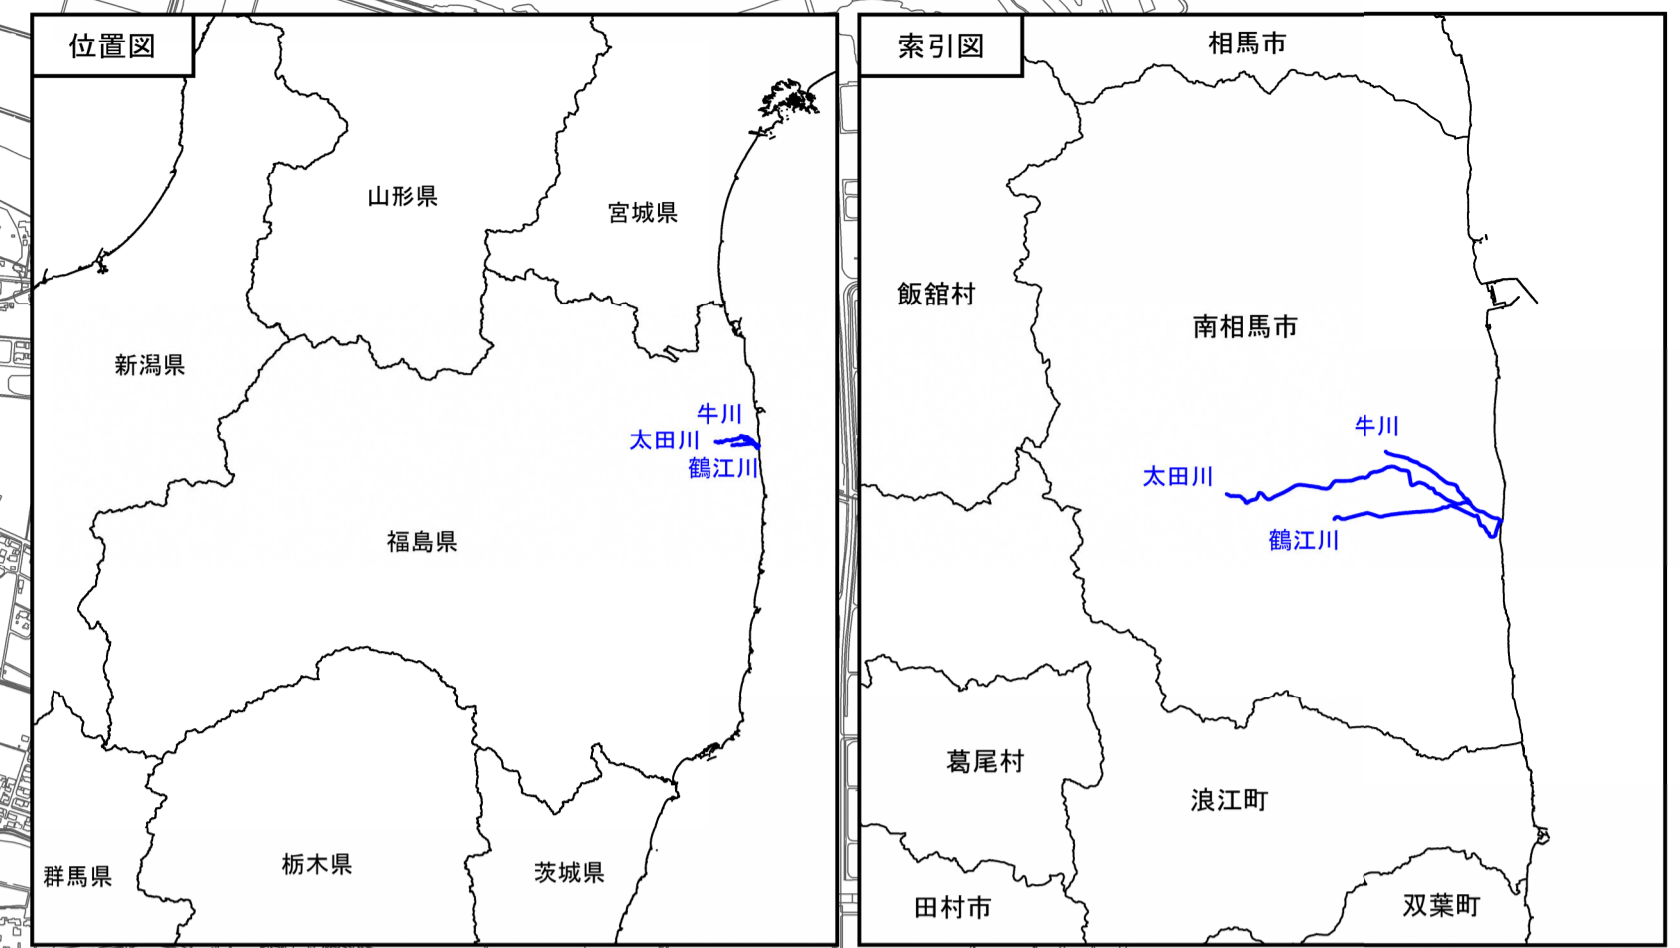 位置図
山形県
宮城県
新潟県
牛川
太田川
鶴江川
福島県
群馬県
栃木県
茨城県
索引図
相馬市
飯舘村
南相馬市
牛川
太田川
鶴江川
葛尾村
浪江町
田村市
双葉町